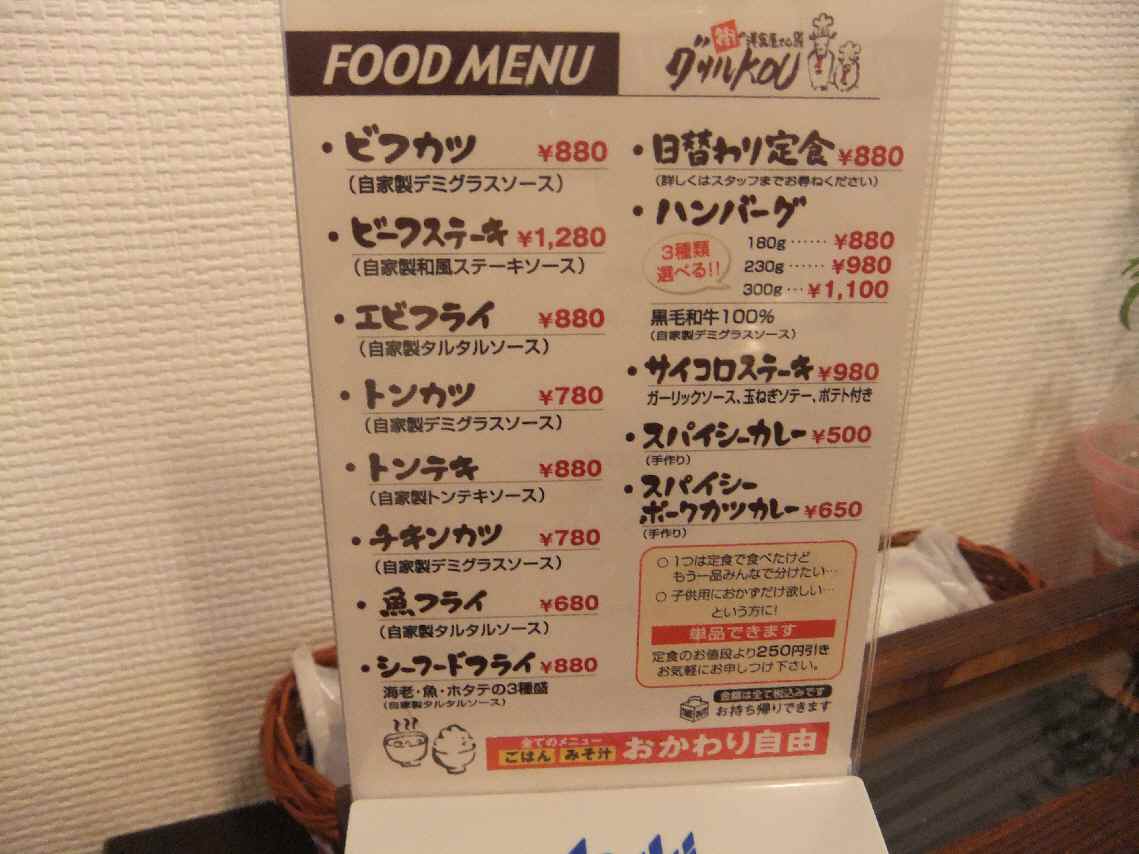 FOOD MENU
街の洋食屋さん
グリルKOU
・ビフカツ ¥880
(自家製デミグラスソース)
・ビーフステーキ ¥1,280
(自家製和風ステーキソース)
・エビフライ ¥880
(自家製タルタルソース)
・トンカツ ¥780
(自家製デミグラスソース)
・トンテキ ¥880
(自家製トンテキソース)
・チキンカツ ¥780
(自家製デミグラスソース)
・魚フライ ¥680
(自家製タルタルソース)
・シーフードフライ ¥880
海老・魚・ホタテの3種盛
(自家製タルタルソース)
・日替わり定食 ¥880
(詳しくはスタッフまでお尋ねください)
・ハンバーグ
3種類
選べる!!
180g ‥‥‥ ¥880
230g ‥‥‥ ¥980
300g ‥‥ ¥1,100
黒毛和牛100%
(自家製デミグラスソース)
・サイコロステーキ ¥980
ガーリックソース、玉ねぎソテー、ポテト付き
・スパイシーカレー ¥500
(手作り)
・スパイシー
ポークカツカレー ¥650
(手作り)
○1つは定食で食べたけど
もう一品みんなで分けたい…
○子供用におかずだけ欲しい…
という方に!
単品できます
定食のお値段より250円引き
お気軽にお申しつけ下さい。
金額は全て税込みです
お持ち帰りできます
全てのメニュー
ごはん みそ汁 おかわり自由